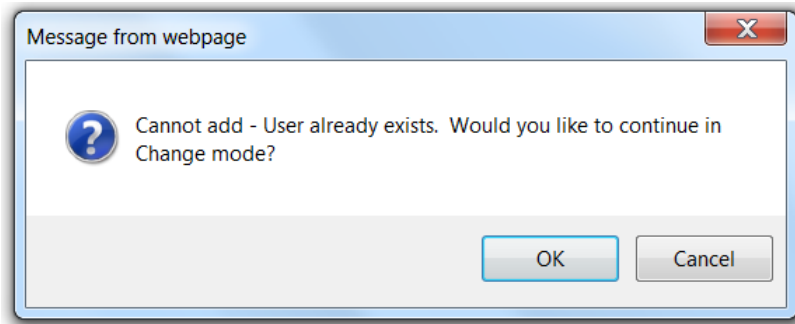 Message from webpage
X
Cannot add - User already exists.  Would you like to continue in
Change mode?
OK
Cancel